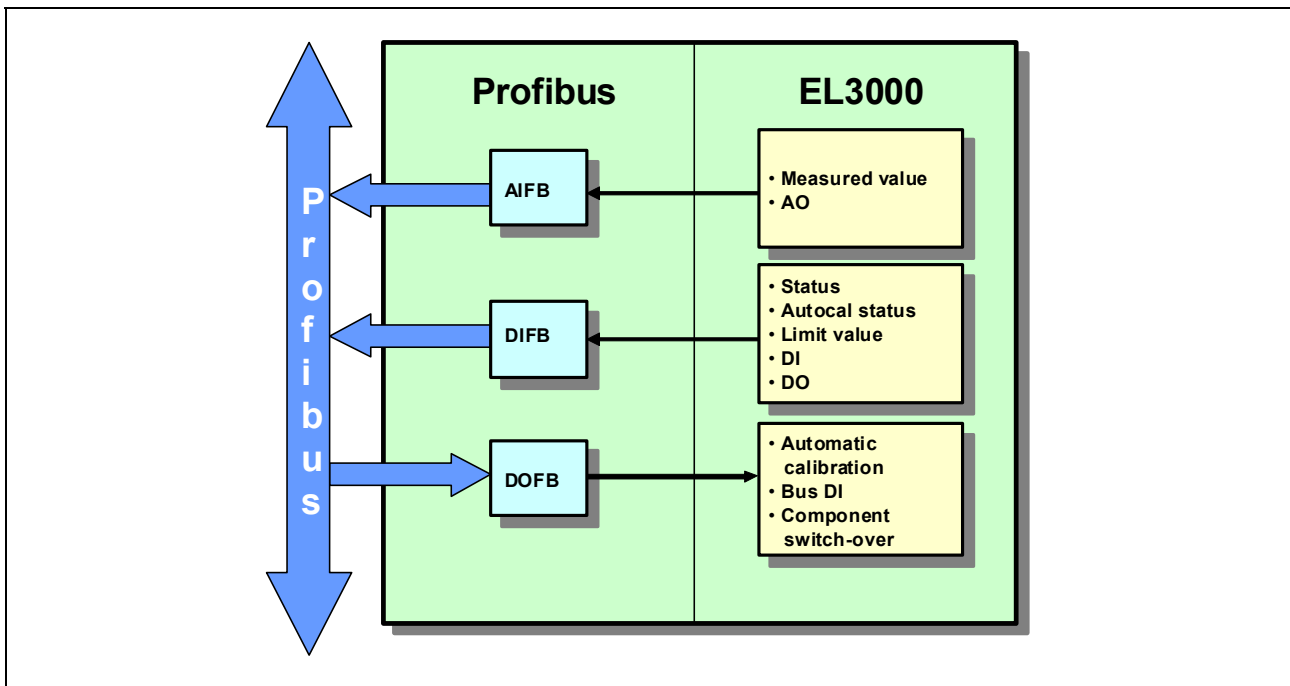 Profibus
EL3000
Profibus
AIFB
• Measured value
• AO
DIFB
• Status
• Autocal status
• Limit value
• DI
• DO
DOFB
• Automatic
calibration
• Bus DI
• Component
switch-over